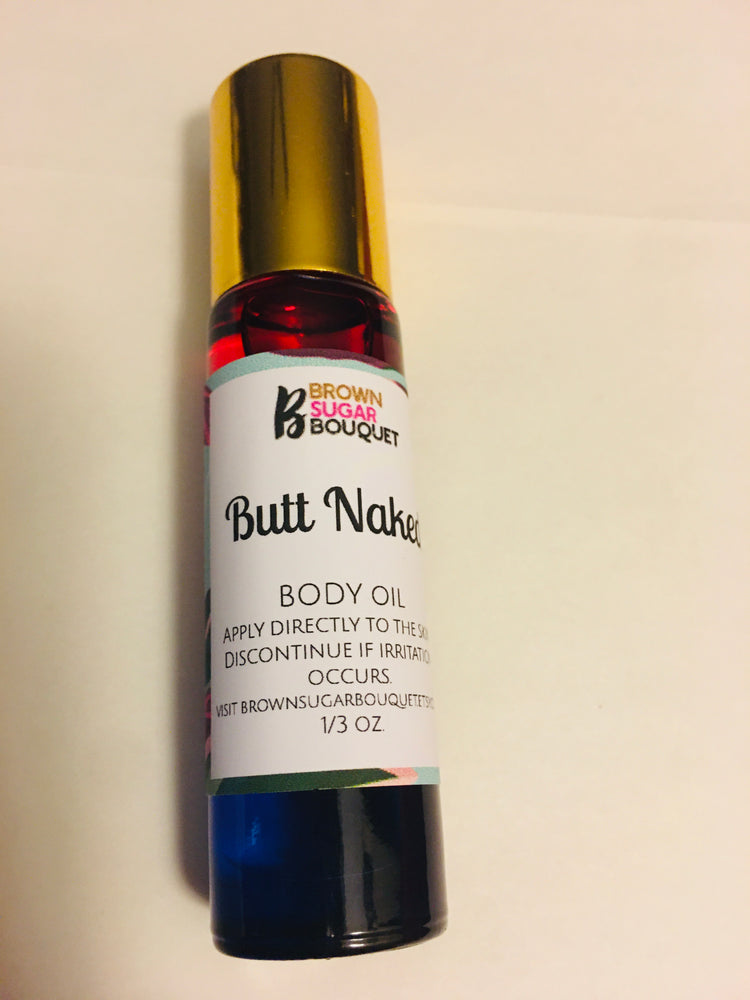 B BROWN
SUGAR
BOUQUET
Butt Naked
BODY OIL
APPLY DIRECTLY TO THE SKIN
DISCONTINUE IF IRRITATION
OCCURS.
VISIT
1/3 OZ.